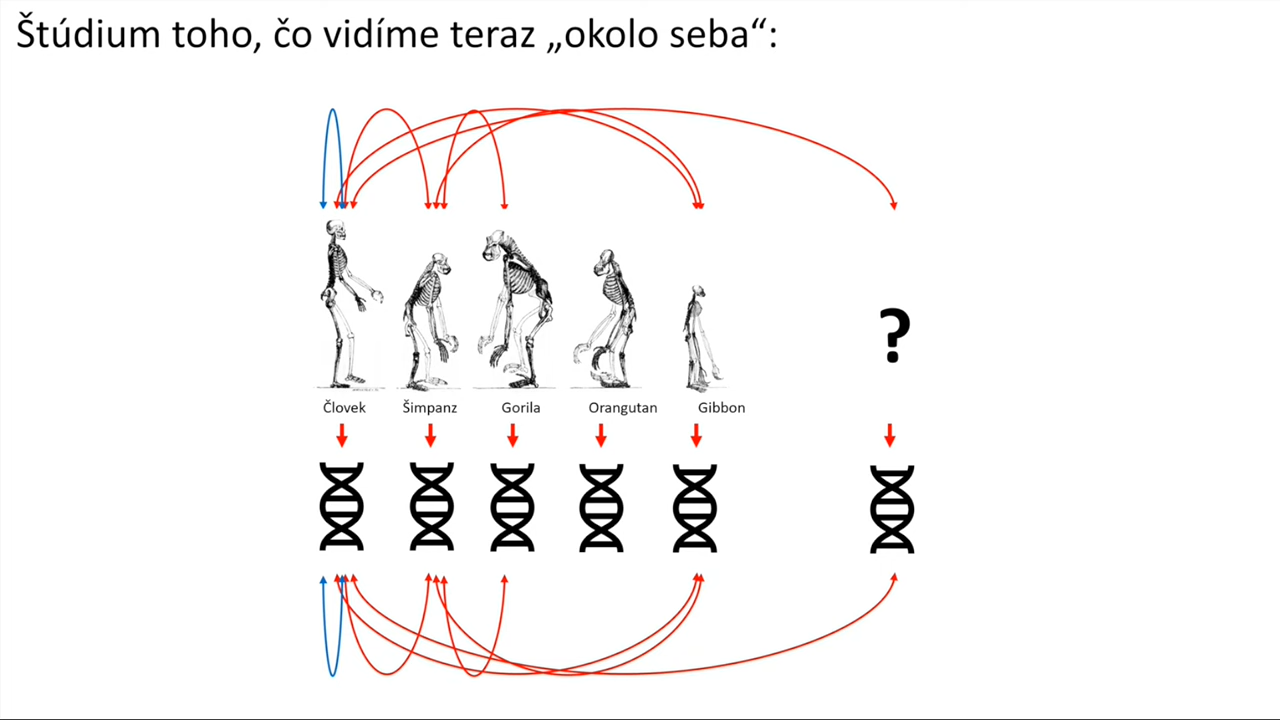 Štúdium toho, čo vidíme teraz „okolo seba“:
?
Človek Šimpanz Gorila Orangutan Gibbon